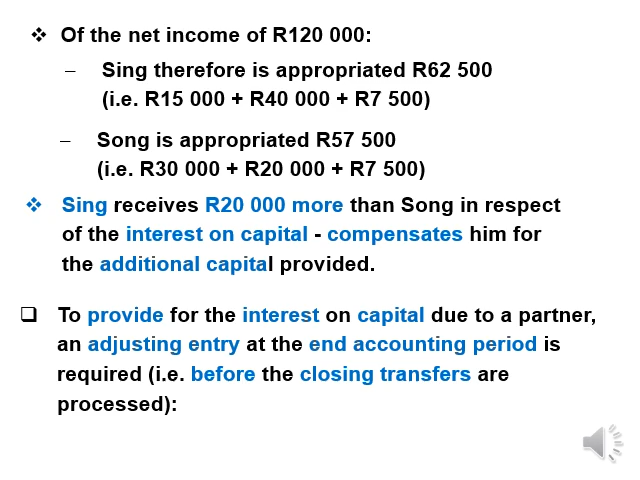 ❖ Of the net income of R120 000:
– Sing therefore is appropriated R62 500
(i.e. R15 000 + R40 000 + R7 500)
– Song is appropriated R57 500
(i.e. R30 000 + R20 000 + R7 500)
❖ Sing receives R20 000 more than Song in respect
of the interest on capital - compensates him for
the additional capital provided.
❑ To provide for the interest on capital due to a partner,
an adjusting entry at the end accounting period is
required (i.e. before the closing transfers are
processed):